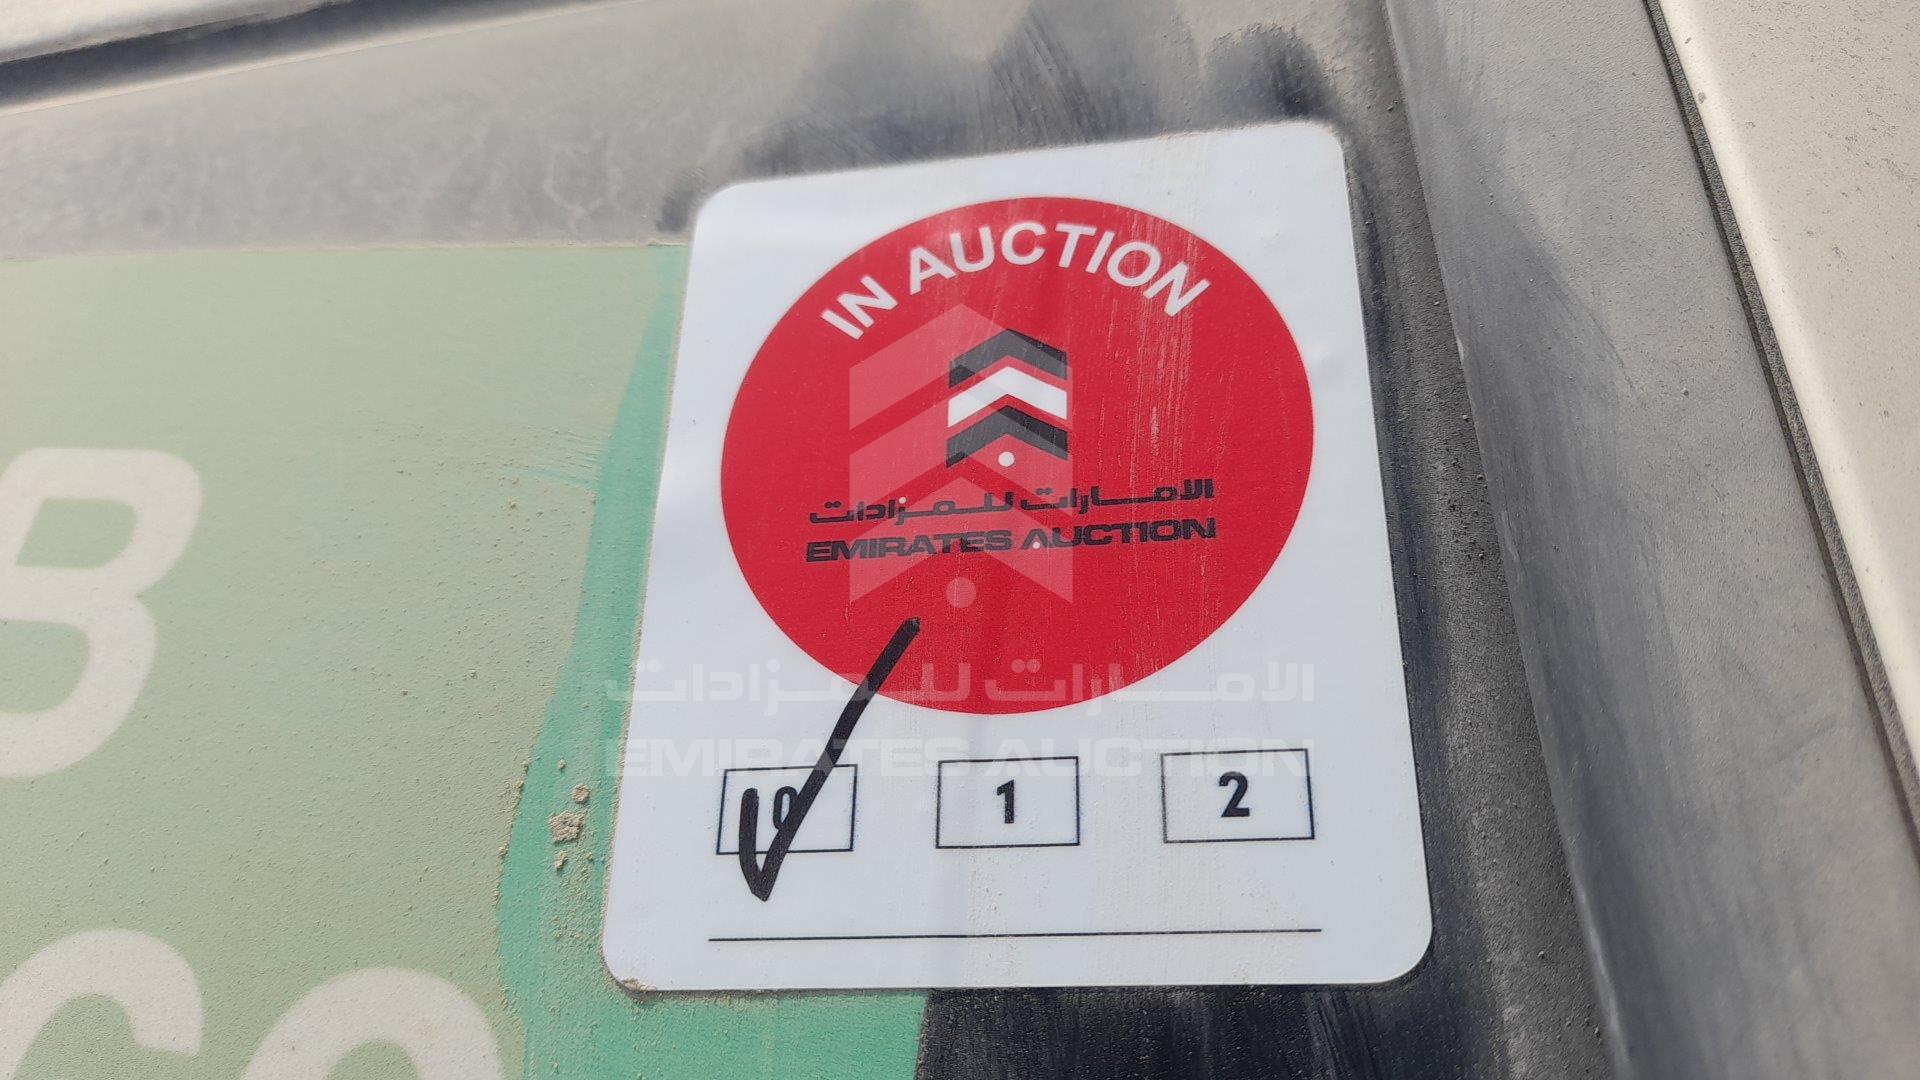 IN AUCTION
الامارات للمزادات
EMIRATES AUCTION
الامارات للمزادات
EMIRATES AUCTION
0 1 2
B